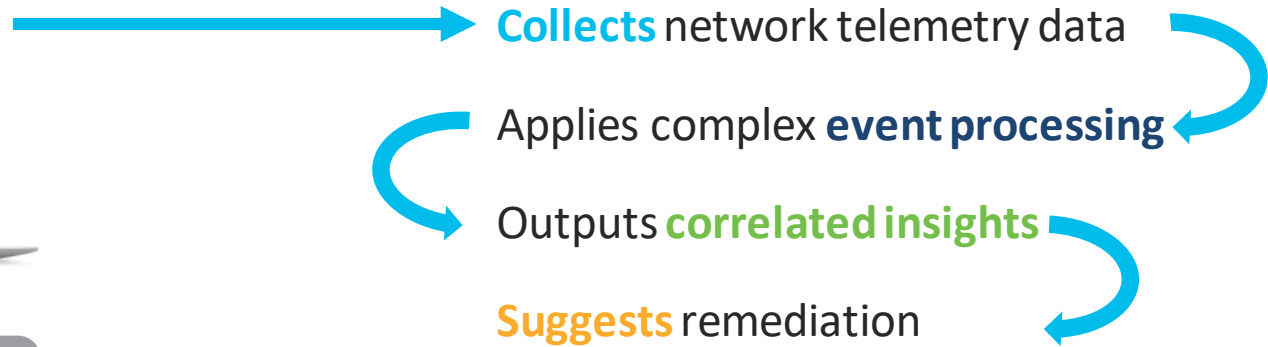 Collects network telemetry data
Applies complex event processing
Outputs correlated insights
Suggests remediation